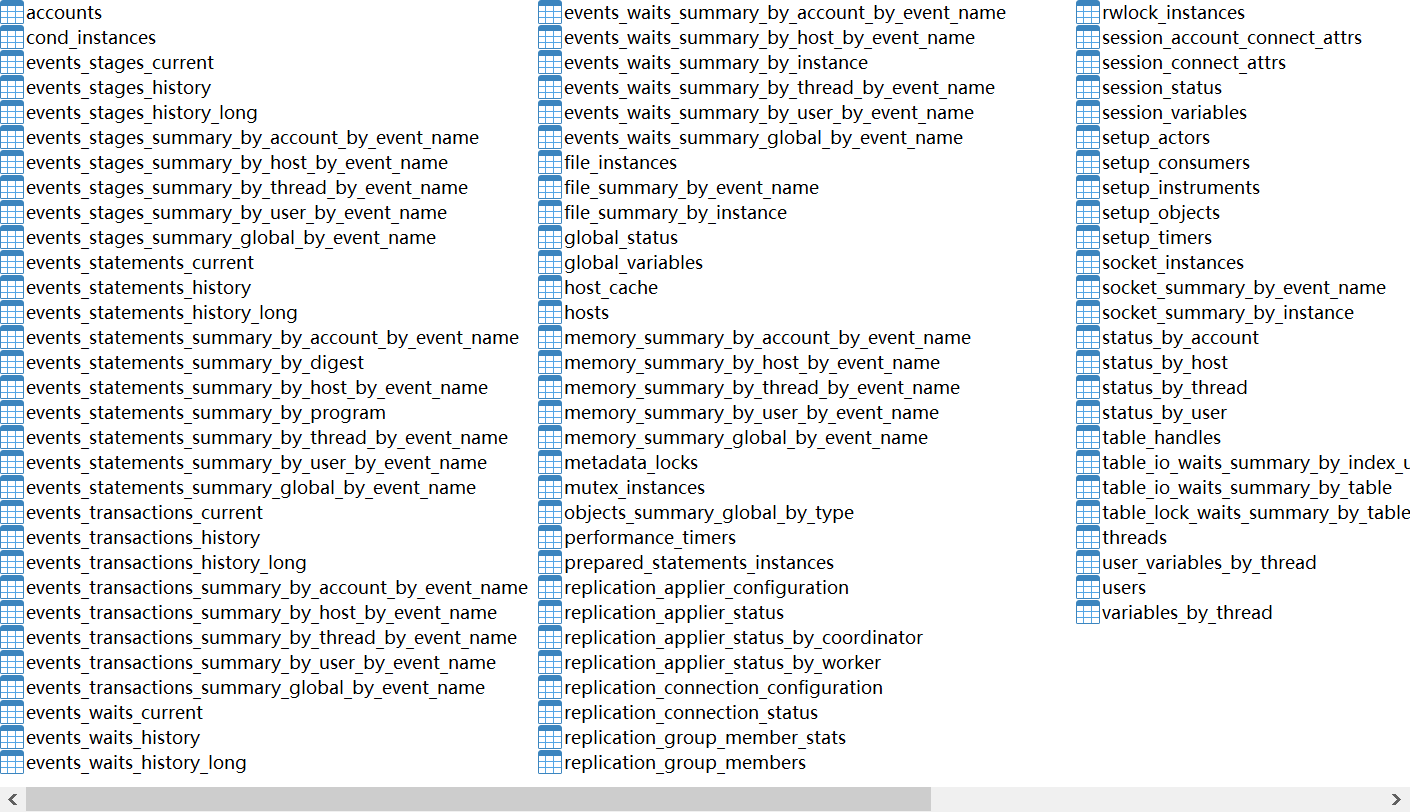 accounts
cond_instances
events_stages_current
events_stages_history
events_stages_history_long
events_stages_summary_by_account_by_event_name
events_stages_summary_by_host_by_event_name
events_stages_summary_by_thread_by_event_name
events_stages_summary_by_user_by_event_name
events_stages_summary_global_by_event_name
events_statements_current
events_statements_history
events_statements_history_long
events_statements_summary_by_account_by_event_name
events_statements_summary_by_digest
events_statements_summary_by_host_by_event_name
events_statements_summary_by_program
events_statements_summary_by_thread_by_event_name
events_statements_summary_by_user_by_event_name
events_statements_summary_global_by_event_name
events_transactions_current
events_transactions_history
events_transactions_history_long
events_transactions_summary_by_account_by_event_name
events_transactions_summary_by_host_by_event_name
events_transactions_summary_by_thread_by_event_name
events_transactions_summary_by_user_by_event_name
events_transactions_summary_global_by_event_name
events_waits_current
events_waits_history
events_waits_history_long
events_waits_summary_by_account_by_event_name
events_waits_summary_by_host_by_event_name
events_waits_summary_by_instance
events_waits_summary_by_thread_by_event_name
events_waits_summary_by_user_by_event_name
events_waits_summary_global_by_event_name
file_instances
file_summary_by_event_name
file_summary_by_instance
global_status
global_variables
host_cache
hosts
memory_summary_by_account_by_event_name
memory_summary_by_host_by_event_name
memory_summary_by_thread_by_event_name
memory_summary_by_user_by_event_name
memory_summary_global_by_event_name
metadata_locks
mutex_instances
objects_summary_global_by_type
performance_timers
prepared_statements_instances
replication_applier_configuration
replication_applier_status
replication_applier_status_by_coordinator
replication_applier_status_by_worker
replication_connection_configuration
replication_connection_status
replication_group_member_stats
replication_group_members
rwlock_instances
session_account_connect_attrs
session_connect_attrs
session_status
session_variables
setup_actors
setup_consumers
setup_instruments
setup_objects
setup_timers
socket_instances
socket_summary_by_event_name
socket_summary_by_instance
status_by_account
status_by_host
status_by_thread
status_by_user
table_handles
table_io_waits_summary_by_index_u
table_io_waits_summary_by_table
table_lock_waits_summary_by_table
threads
user_variables_by_thread
users
variables_by_thread